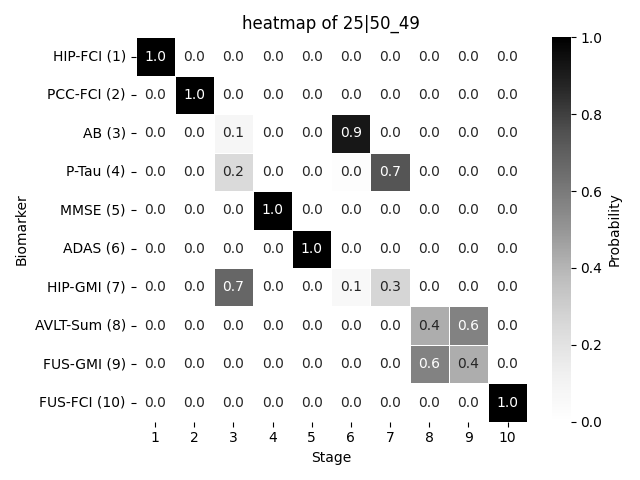 heatmap of 25|50_49
HIP-FCI (1) 1.0 0.0 0.0 0.0 0.0 0.0 0.0 0.0 0.0 0.0
PCC-FCI (2) 0.0 1.0 0.0 0.0 0.0 0.0 0.0 0.0 0.0 0.0
AB (3) 0.0 0.0 0.1 0.0 0.0 0.9 0.0 0.0 0.0 0.0
P-Tau (4) 0.0 0.0 0.2 0.0 0.0 0.0 0.7 0.0 0.0 0.0
MMSE (5) 0.0 0.0 0.0 1.0 0.0 0.0 0.0 0.0 0.0 0.0
ADAS (6) 0.0 0.0 0.0 0.0 1.0 0.0 0.0 0.0 0.0 0.0
HIP-GMI (7) 0.0 0.0 0.7 0.0 0.0 0.1 0.3 0.0 0.0 0.0
AVLT-Sum (8) 0.0 0.0 0.0 0.0 0.0 0.0 0.0 0.4 0.6 0.0
FUS-GMI (9) 0.0 0.0 0.0 0.0 0.0 0.0 0.0 0.6 0.4 0.0
FUS-FCI (10) 0.0 0.0 0.0 0.0 0.0 0.0 0.0 0.0 0.0 1.0
1 2 3 4 5 6 7 8 9 10
Stage
Biomarker
1.0
0.8
0.6
0.4
0.2
0.0
Probability